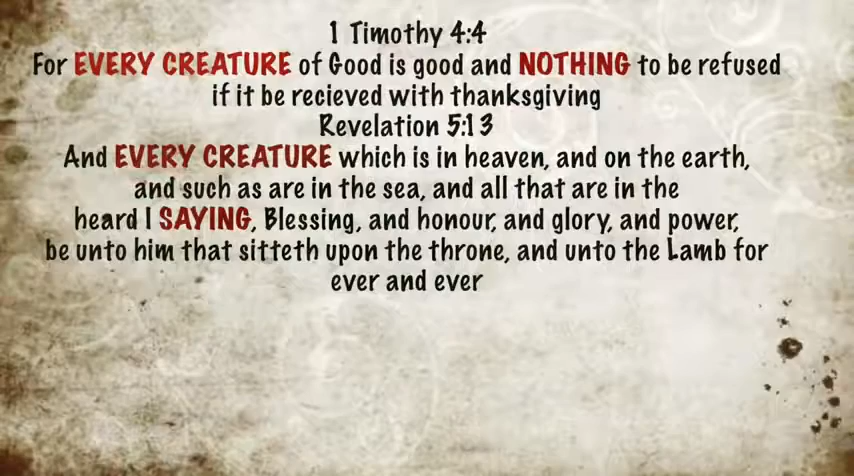 1 Timothy 4:4
For EVERY CREATURE of Good is good and NOTHING to be refused
if it be recieved with thanksgiving
Revelation 5:13
And EVERY CREATURE which is in heaven, and on the earth,
and such as are in the sea, and all that are in the
heard I SAYING, Blessing, and honour, and glory, and power,
be unto him that sitteth upon the throne, and unto the Lamb for
ever and ever